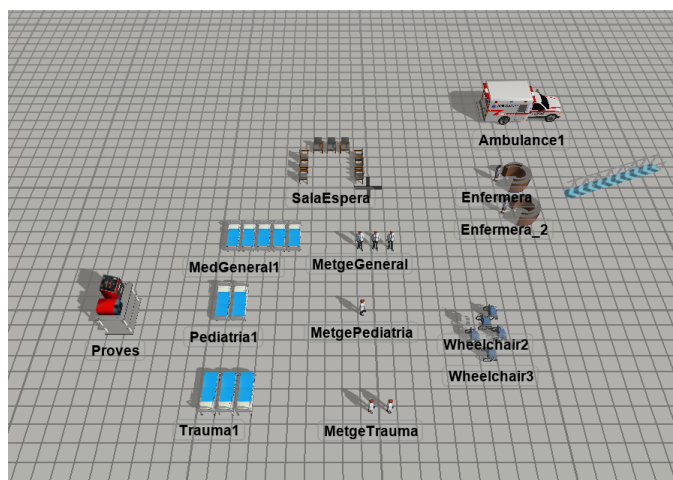 Ambulance1
SalaEspera
Enfermera
Enfermera_2
MedGeneral1
MetgeGeneral
Pediatria1
MetgePediatria
Wheelchair2
Proves
Wheelchair3
Trauma1
MetgeTrauma